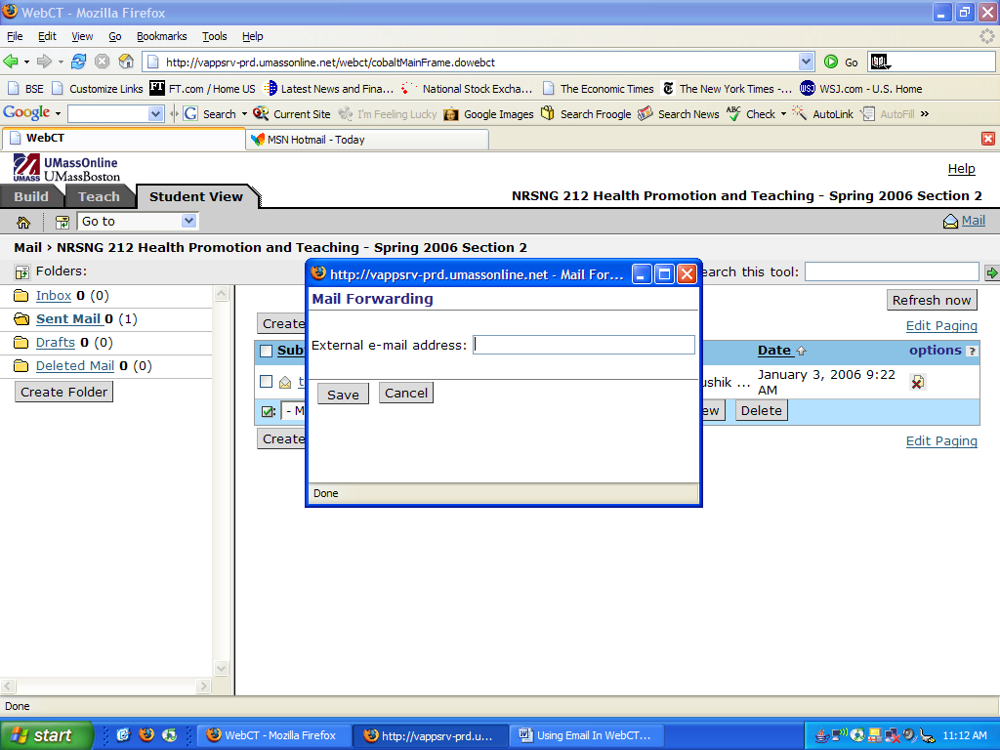 WebCT - Mozilla Firefox
File Edit View Go Bookmarks Tools Help
http://vappsrv-prd.umassonline.net/webct/cobaltMainFrame.dowebct Go
BSE Customize Links FT FT.com / Home US Latest News and Fina... National Stock Excha... The Economic Times The New York Times -... WSJ WSJ.com - U.S. Home
Google G Search Current Site I'm Feeling Lucky Google Images Search Froogle Search News ABC Check AutoLink AutoFill »
WebCT MSN Hotmail - Today
UMASS UMassOnline
UMassBoston
Help
Build Teach Student View NRSNG 212 Health Promotion and Teaching - Spring 2006 Section 2
Go to Mail
Mail › NRSNG 212 Health Promotion and Teaching - Spring 2006 Section 2
Folders: earch this tool:
Inbox 0 (0)
Sent Mail 0 (1)
Drafts 0 (0)
Deleted Mail 0 (0)
Create Folder
Refresh now
Create Edit Paging
Sub Date options ?
t ushik ... January 3, 2006 9:22
AM
- M ew Delete
Create Edit Paging
http://vappsrv-prd.umassonline.net - Mail For...
Mail Forwarding
External e-mail address:
Save Cancel
Done
Done
start WebCT - Mozilla Firefox http://vappsrv-prd.u... Using Email In WebCT... 11:12 AM